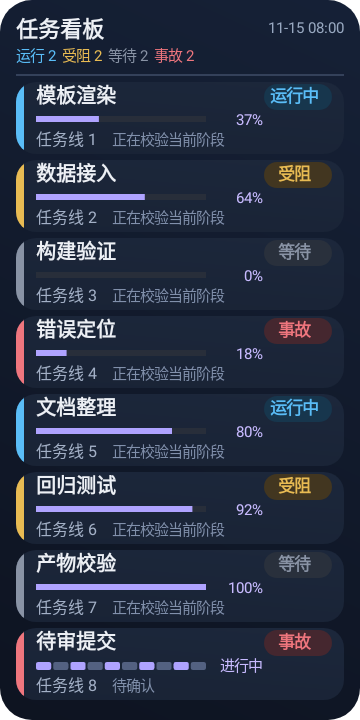 任务看板 11-15 08:00
运行 2 受阻 2 等待 2 事故 2
模板渲染 运行中
37%
任务线 1 正在校验当前阶段
数据接入 受阻
64%
任务线 2 正在校验当前阶段
构建验证 等待
0%
任务线 3 正在校验当前阶段
错误定位 事故
18%
任务线 4 正在校验当前阶段
文档整理 运行中
80%
任务线 5 正在校验当前阶段
回归测试 受阻
92%
任务线 6 正在校验当前阶段
产物校验 等待
100%
任务线 7 正在校验当前阶段
待审提交 事故
进行中
任务线 8 待确认